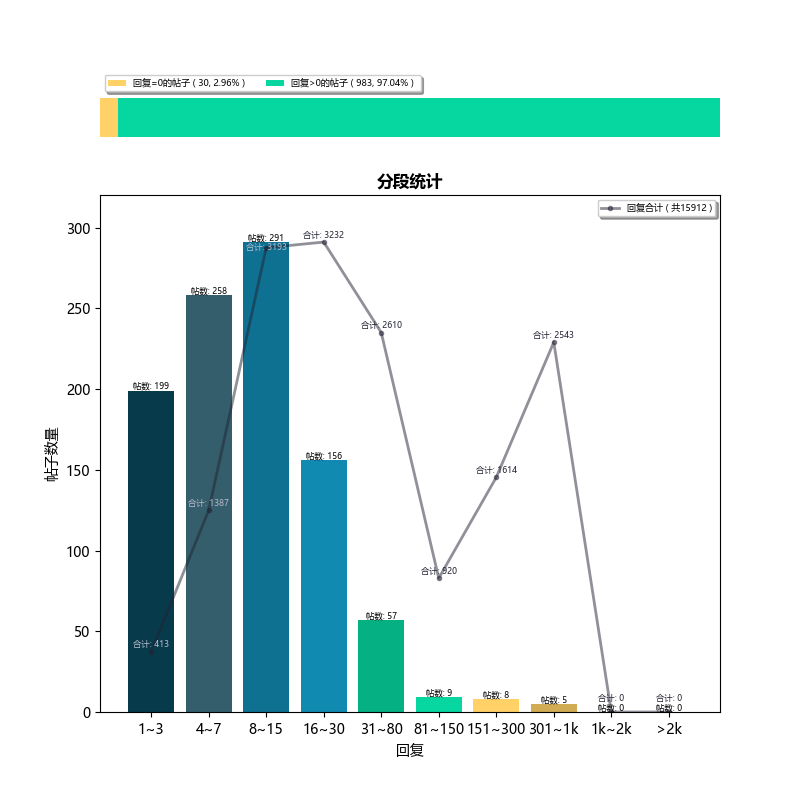 回复=0的帖子 ( 30, 2.96% ) 回复>0的帖子 ( 983, 97.04% )
分段统计
回复合计 ( 共15912 )
300
250
200
150
100
50
0
帖子数量
帖数: 199
帖数: 258
帖数: 291
帖数: 156
帖数: 57
帖数: 9
帖数: 8
帖数: 5
帖数: 0
帖数: 0
合计: 413
合计: 1387
合计: 3193
合计: 3232
合计: 2610
合计: 920
合计: 1614
合计: 2543
合计: 0
合计: 0
1~3 4~7 8~15 16~30 31~80 81~150 151~300 301~1k 1k~2k >2k
回复